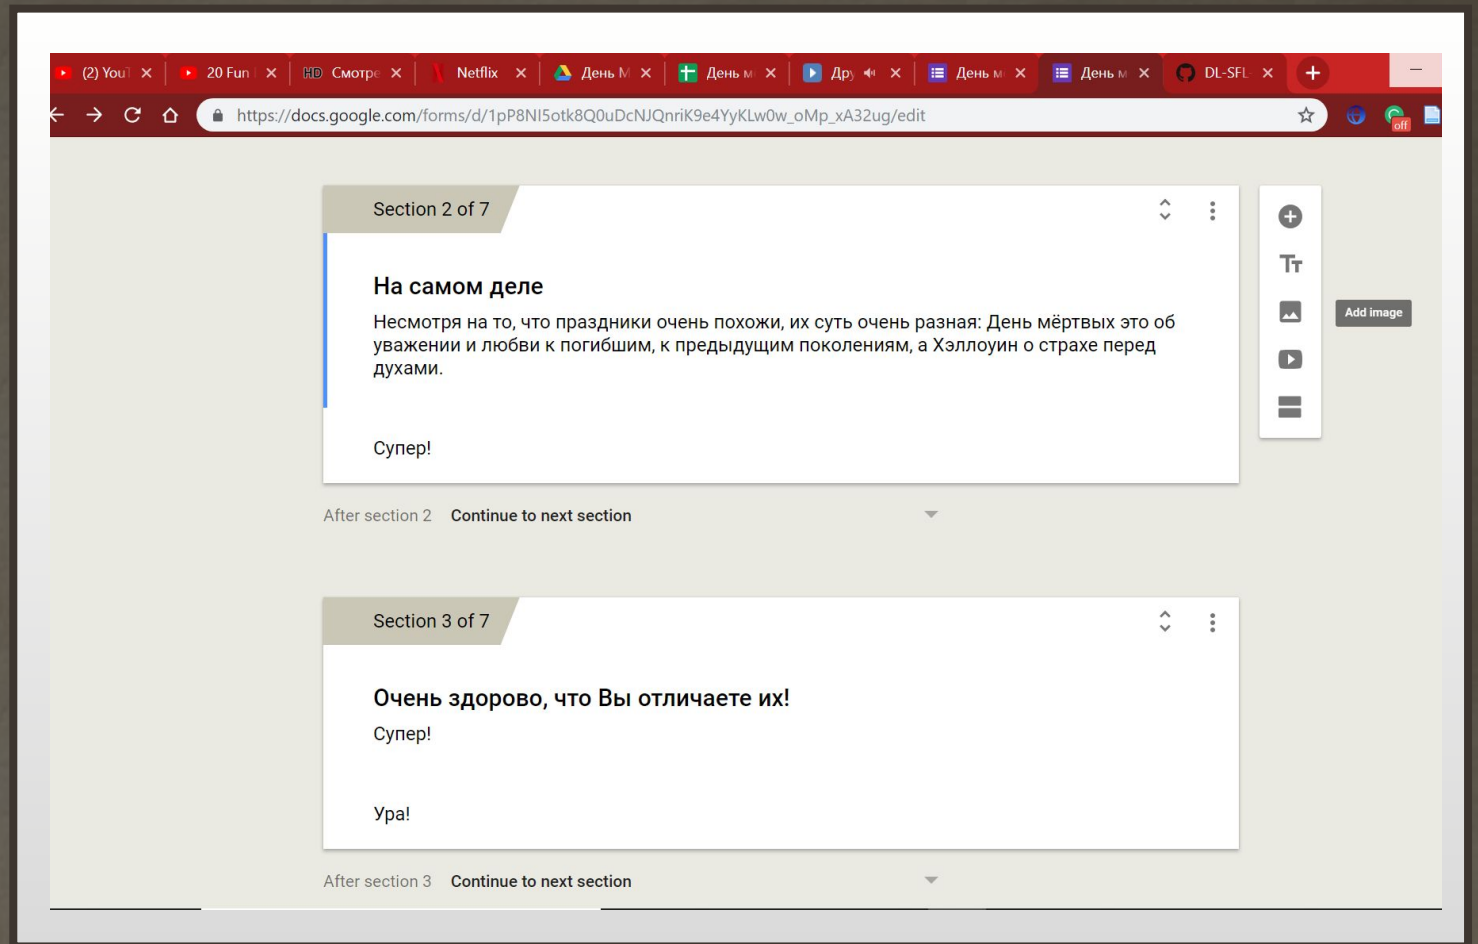 (2) YouT
20 Fun
HD Смотре
Netflix
День М
День м
Дру
День м
День м
DL-SFL-
https://docs.google.com/forms/d/1pP8NI5otk8Q0uDcNJQnriK9e4YyKLw0w_oMp_xA32ug/edit
off
Section 2 of 7
На самом деле
Несмотря на то, что праздники очень похожи, их суть очень разная: День мёртвых это об
уважении и любви к погибшим, к предыдущим поколениям, а Хэллоуин о страхе перед
духами.
Супер!
Tт
Add image
After section 2 Continue to next section
Section 3 of 7
Очень здорово, что Вы отличаете их!
Супер!
Ура!
After section 3 Continue to next section